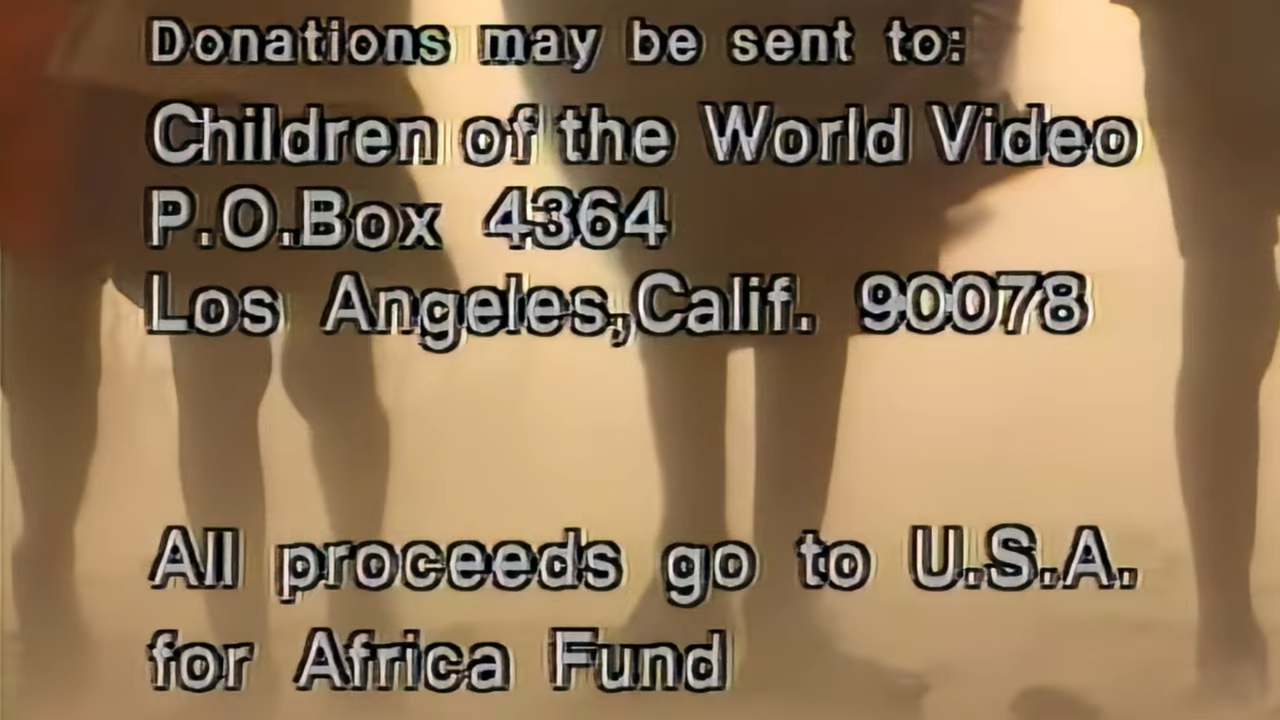 Donations may be sent to:
Children of the World Video
P.O.Box 4364
Los Angeles,Calif. 90078
All proceeds go to U.S.A.
for Africa Fund